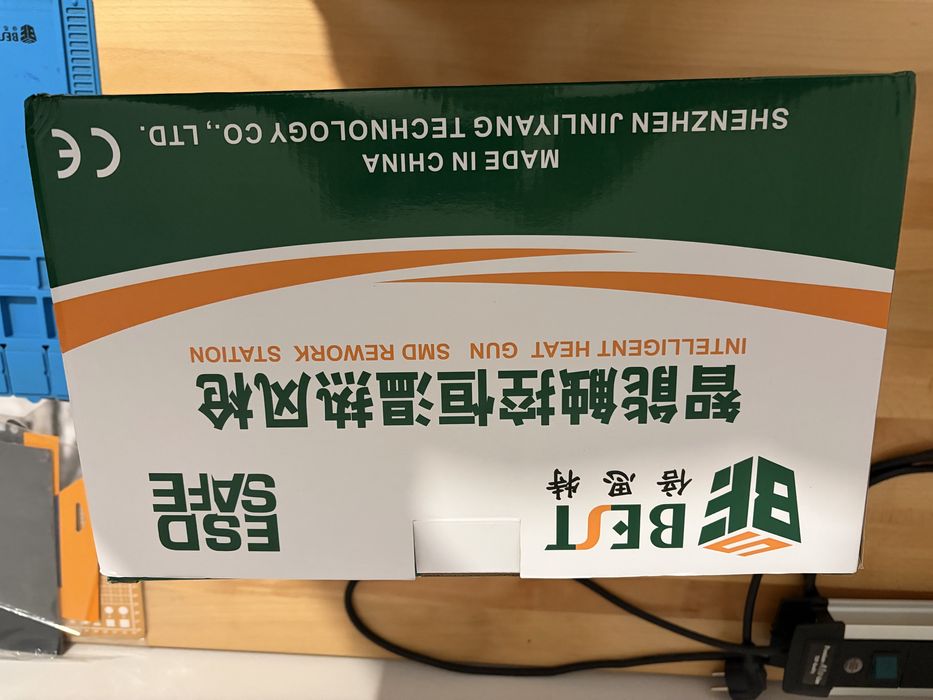 BEST
倍思特
ESD
SAFE
智能触控恒温热风枪
INTELLIGENT HEAT GUN SMD REWORK STATION
MADE IN CHINA
SHENZHEN JINLIYANG TECHNOLOGY CO., LTD.
CE
BEST